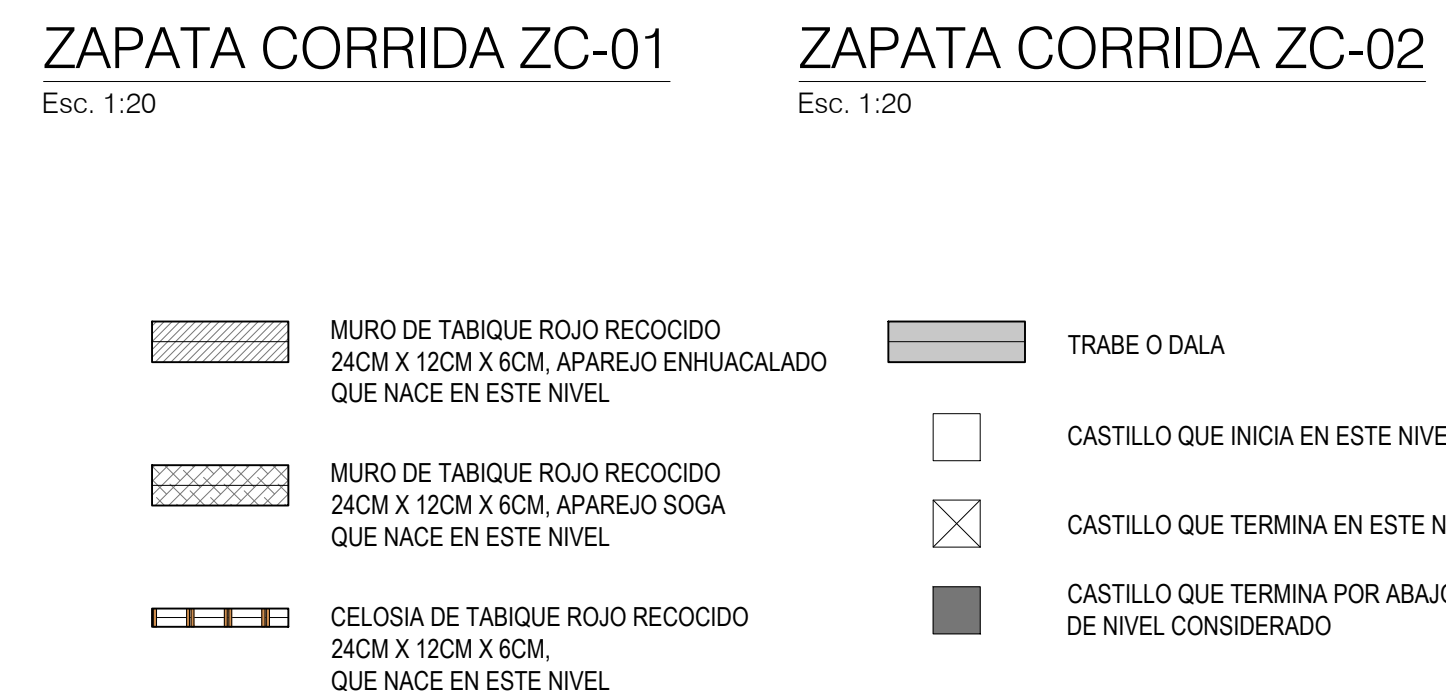 ZAPATA CORRIDA ZC-01
Esc. 1:20
ZAPATA CORRIDA ZC-02
Esc. 1:20
MURO DE TABIQUE ROJO RECOCIDO
24CM X 12CM X 6CM, APAREJO ENHUACALADO
QUE NACE EN ESTE NIVEL
MURO DE TABIQUE ROJO RECOCIDO
24CM X 12CM X 6CM, APAREJO SOGA
QUE NACE EN ESTE NIVEL
CELOSIA DE TABIQUE ROJO RECOCIDO
24CM X 12CM X 6CM,
QUE NACE EN ESTE NIVEL
TRABE O DALA
CASTILLO QUE INICIA EN ESTE
CASTILLO QUE TERMINA EN ESTE
CASTILLO QUE TERMINA POR ABAJO
DE NIVEL CONSIDERADO